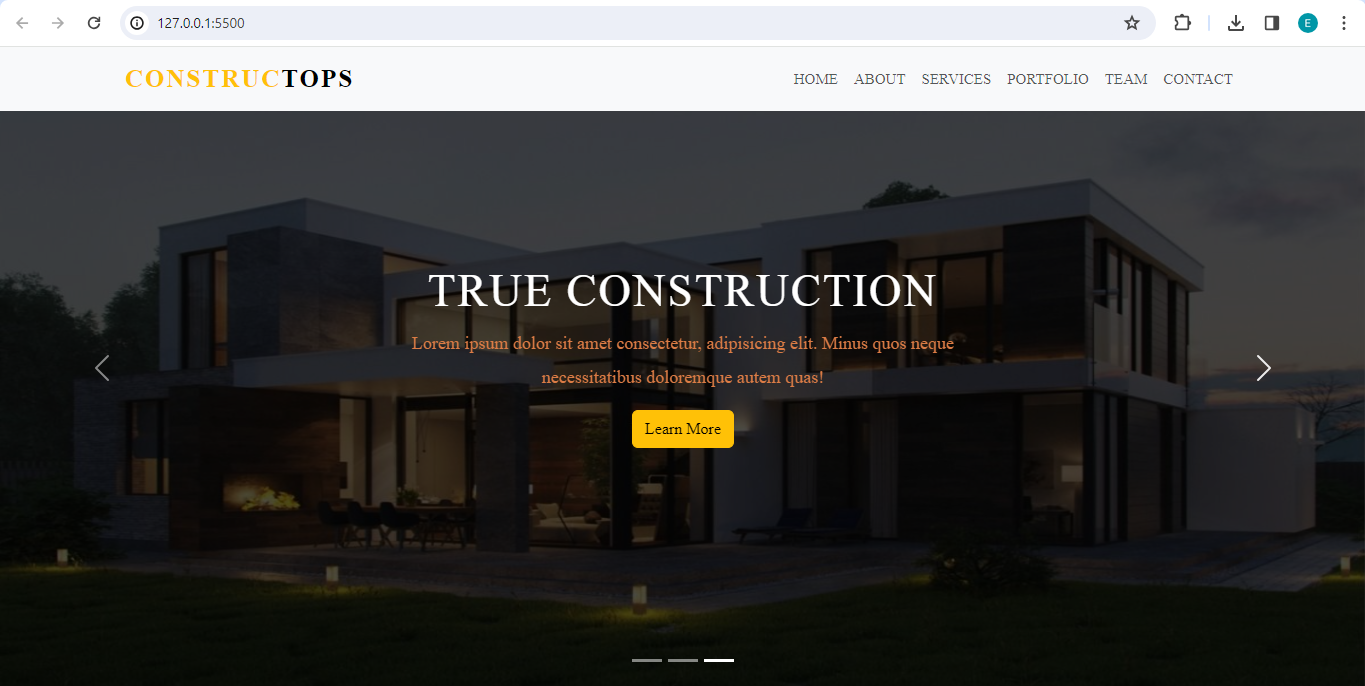 127.0.0.1:5500
E
CONSTRUCTOPS
HOME ABOUT SERVICES PORTFOLIO TEAM CONTACT
TRUE CONSTRUCTION
Lorem ipsum dolor sit amet consectetur, adipisicing elit. Minus quos neque
necessitatibus doloremque autem quas!
Learn More